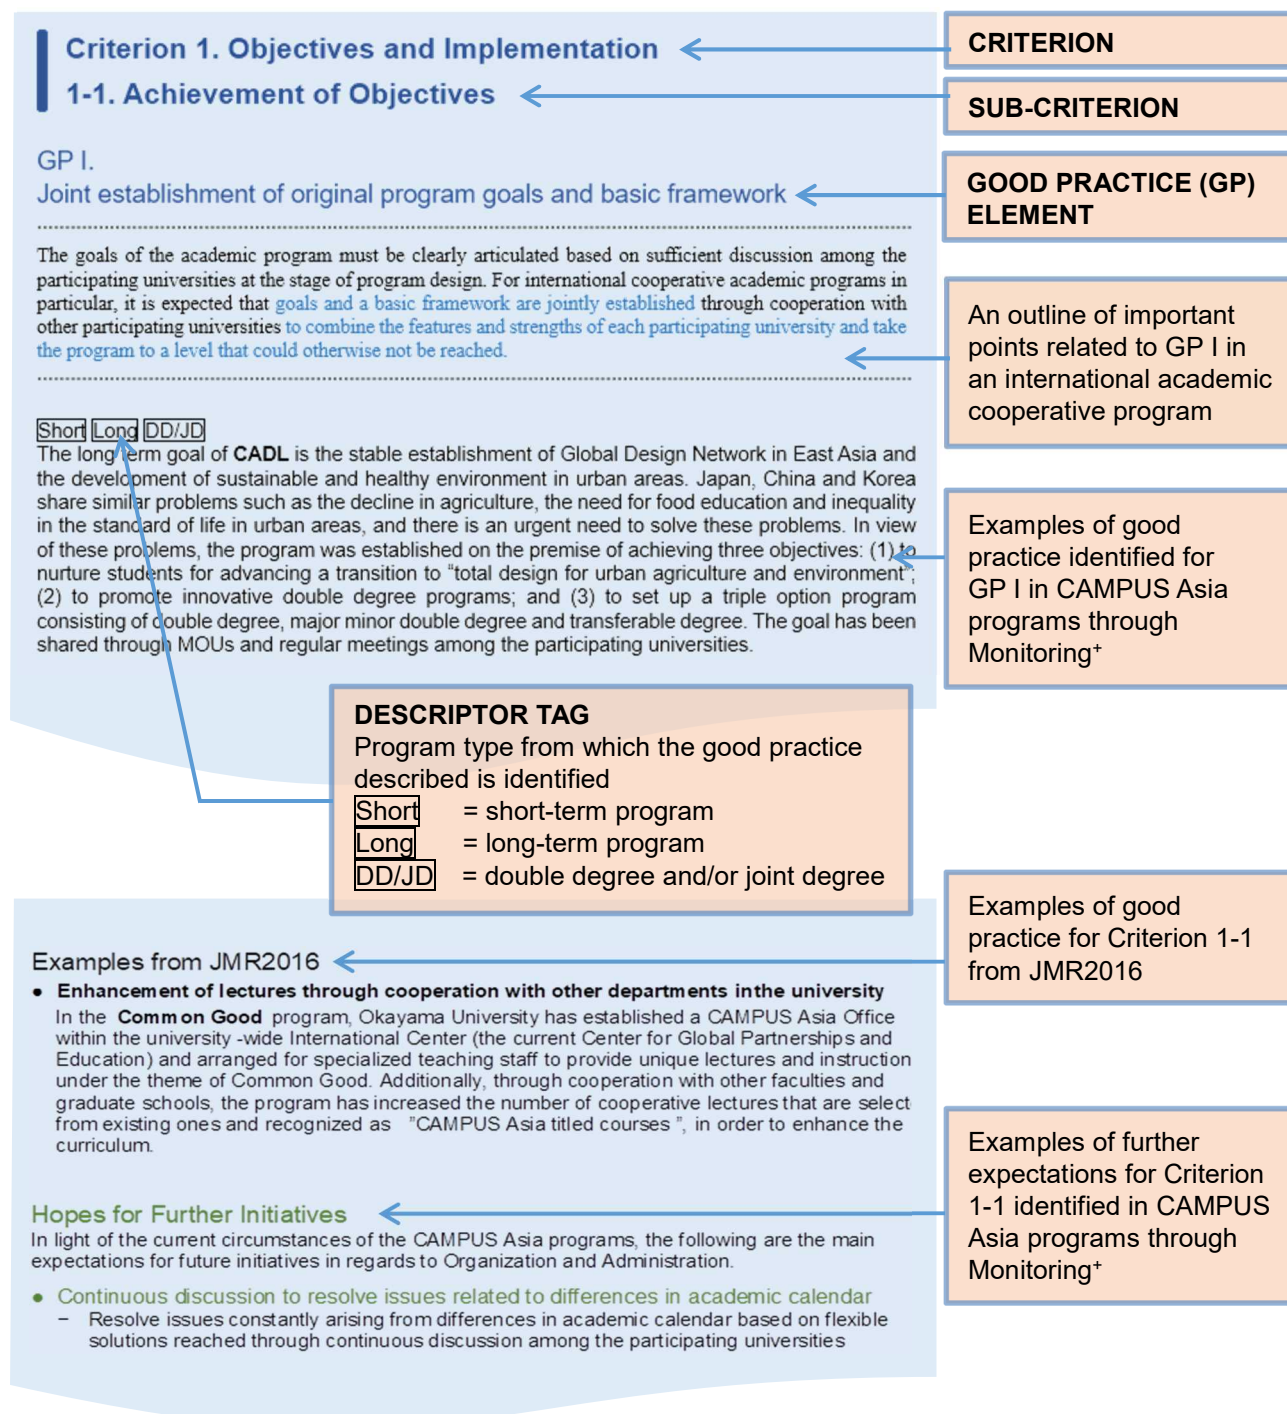 Criterion 1. Objectives and Implementation
1-1. Achievement of Objectives
CRITERION
SUB-CRITERION
GP I.
Joint establishment of original program goals and basic framework
GOOD PRACTICE (GP)
ELEMENT
The goals of the academic program must be clearly articulated based on sufficient discussion among the
participating universities at the stage of program design. For international cooperative academic programs in
particular, it is expected that goals and a basic framework are jointly established through cooperation with
other participating universities to combine the features and strengths of each participating university and take
the program to a level that could otherwise not be reached.
An outline of important
points related to GP I in
an international academic
cooperative program
Short Long DD/JD
The long term goal of CADL is the stable establishment of Global Design Network in East Asia and
the development of sustainable and healthy environment in urban areas. Japan, China and Korea
share similar problems such as the decline in agriculture, the need for food education and inequality
in the standard of life in urban areas, and there is an urgent need to solve these problems. In view
of these problems, the program was established on the premise of achieving three objectives: (1) to
nurture students for advancing a transition to “total design for urban agriculture and environment”;
(2) to promote innovative double degree programs; and (3) to set up a triple option program
consisting of double degree, major minor double degree and transferable degree. The goal has been
shared through MOUs and regular meetings among the participating universities.
Examples of good
practice identified for
GP I in CAMPUS Asia
programs through
Monitoring⁺
DESCRIPTOR TAG
Program type from which the good practice
described is identified
Short = short-term program
Long = long-term program
DD/JD = double degree and/or joint degree
Examples from JMR2016
● Enhancement of lectures through cooperation with other departments inthe university
In the Common Good program, Okayama University has established a CAMPUS Asia Office
within the university -wide International Center (the current Center for Global Partnerships and
Education) and arranged for specialized teaching staff to provide unique lectures and instruction
under the theme of Common Good. Additionally, through cooperation with other faculties and
graduate schools, the program has increased the number of cooperative lectures that are select
from existing ones and recognized as ”CAMPUS Asia titled courses ”, in order to enhance the
curriculum.
Examples of good
practice for Criterion 1-1
from JMR2016
Hopes for Further Initiatives
In light of the current circumstances of the CAMPUS Asia programs, the following are the main
expectations for future initiatives in regards to Organization and Administration.
● Continuous discussion to resolve issues related to differences in academic calendar
– Resolve issues constantly arising from differences in academic calendar based on flexible
solutions reached through continuous discussion among the participating universities
Examples of further
expectations for Criterion
1-1 identified in CAMPUS
Asia programs through
Monitoring⁺